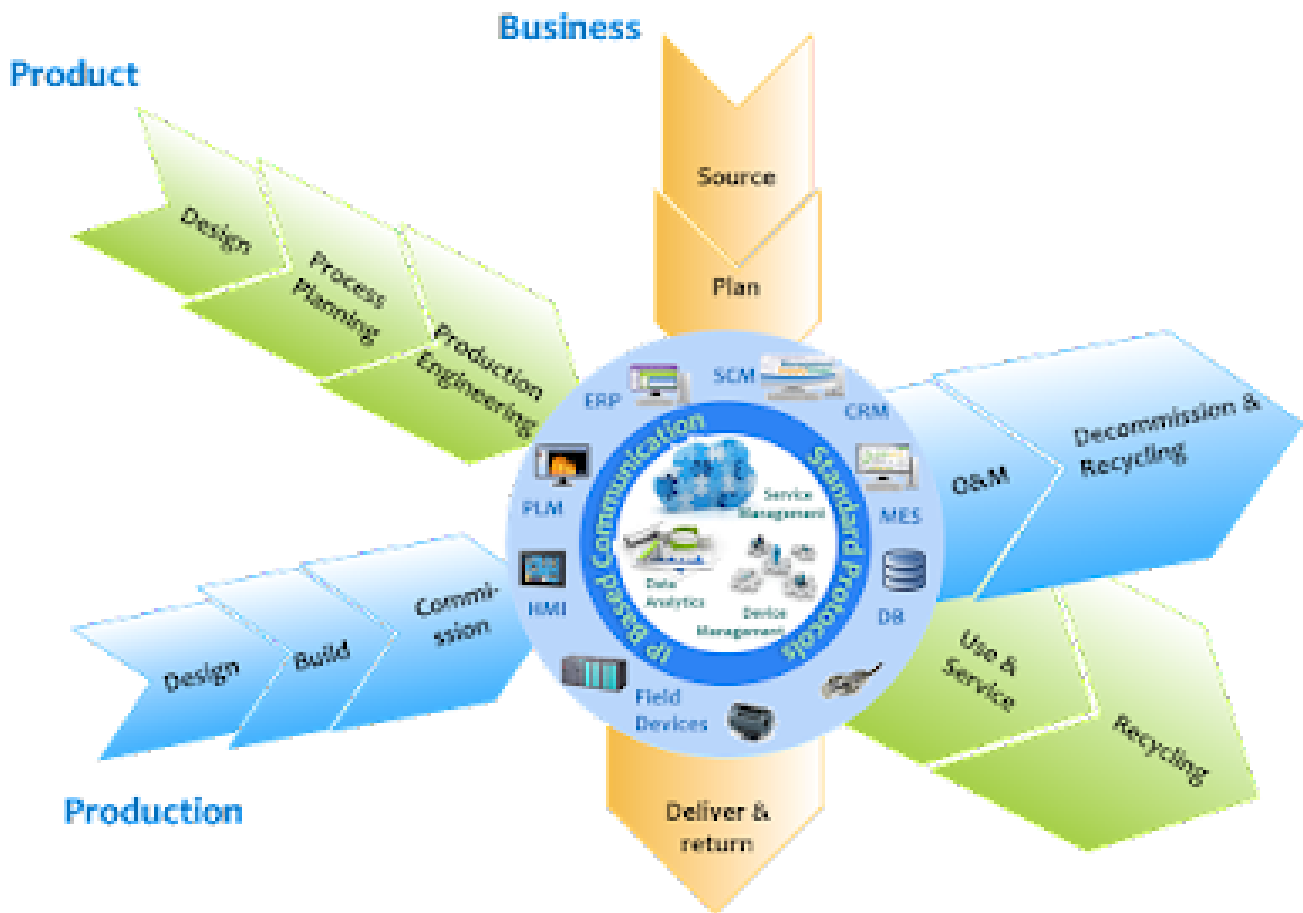 Business
Product
Source
Design
Plan
Process
Planning
Production
Engineering
SCM
ERP
CRM
Decommission &
Recycling
O&M
IP Based Communication
Standard Protocols
Service
Management
PLM
MES
Data
Analytics
HMI
Device
Management
DB
Commi-
ssion
Build
Design
Use &
Service
Field
Devices
Recycling
Production
Deliver &
return